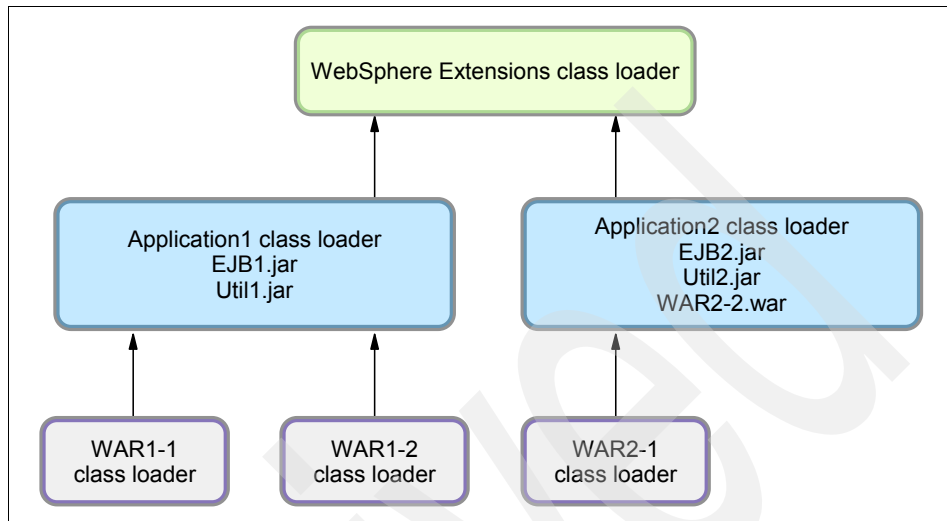 WebSphere Extensions class loader
Application1 class loader
EJB1.jar
Util1.jar
Application2 class loader
EJB2.jar
Util2.jar
WAR2-2.war
WAR1-1
class loader
WAR1-2
class loader
WAR2-1
class loader